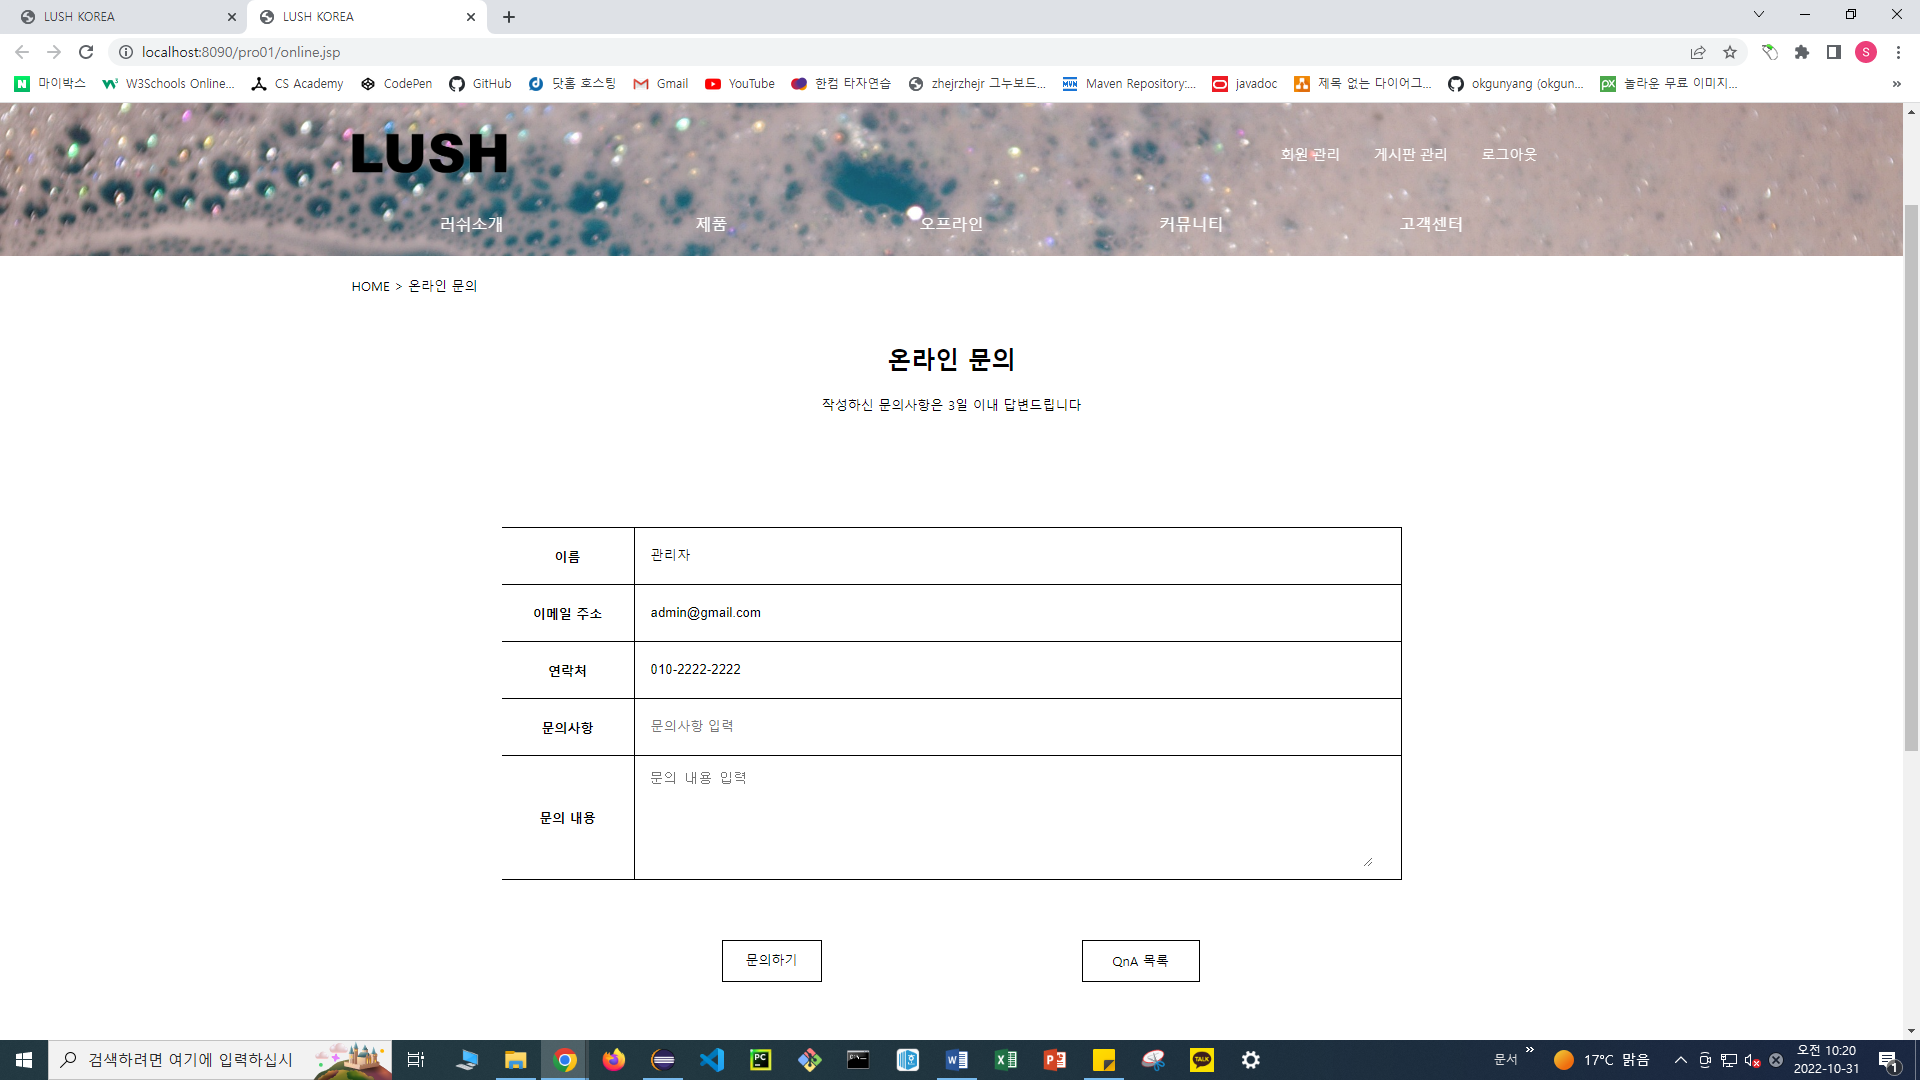 LUSH KOREA
LUSH KOREA
localhost:8090/pro01/online.jsp
S
마이박스 W3Schools Online... CS Academy CodePen GitHub 닷홈 호스팅 Gmail YouTube 한컴 타자연습 zhejrzhejr 그누보드... Maven Repository:... javadoc 제목 없는 다이어그... okgunyang (okgun... 놀라운 무료 이미지... »
LUSH
회원 관리 게시판 관리 로그아웃
러쉬소개 제품 오프라인 커뮤니티 고객센터
HOME > 온라인 문의
온라인 문의
작성하신 문의사항은 3일 이내 답변드립니다
이름 관리자
이메일 주소 admin@gmail.com
연락처 010-2222-2222
문의사항 문의사항 입력
문의 내용 문의 내용 입력
문의하기 QnA 목록
검색하려면 여기에 입력하십시
문서 » 17°C 맑음
오전 10:20
2022-10-31
1